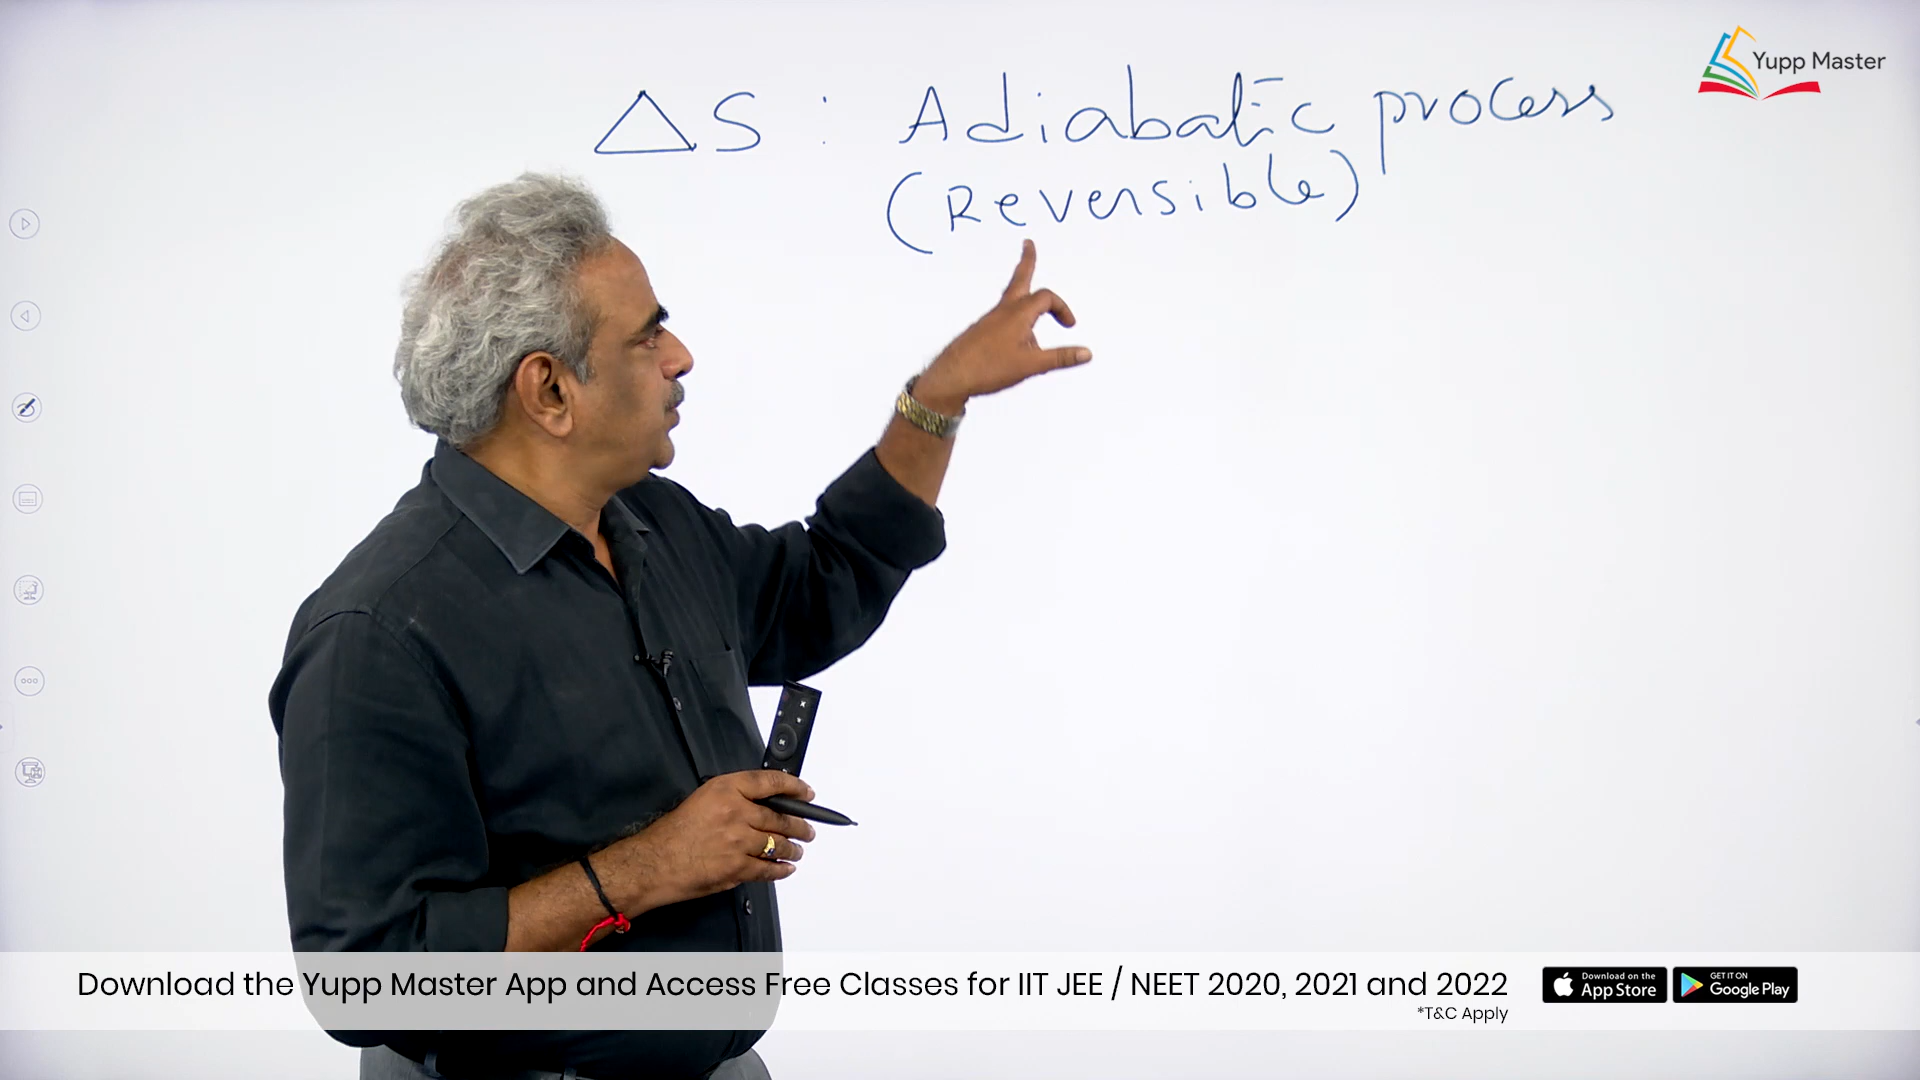 Yupp Master
△S : Adiabatic process
(Reversible)
Download the Yupp Master App and Access Free Classes for IIT JEE / NEET 2020, 2021 and 2022
*T&C Apply
Download on the
App Store
GET IT ON
Google Play